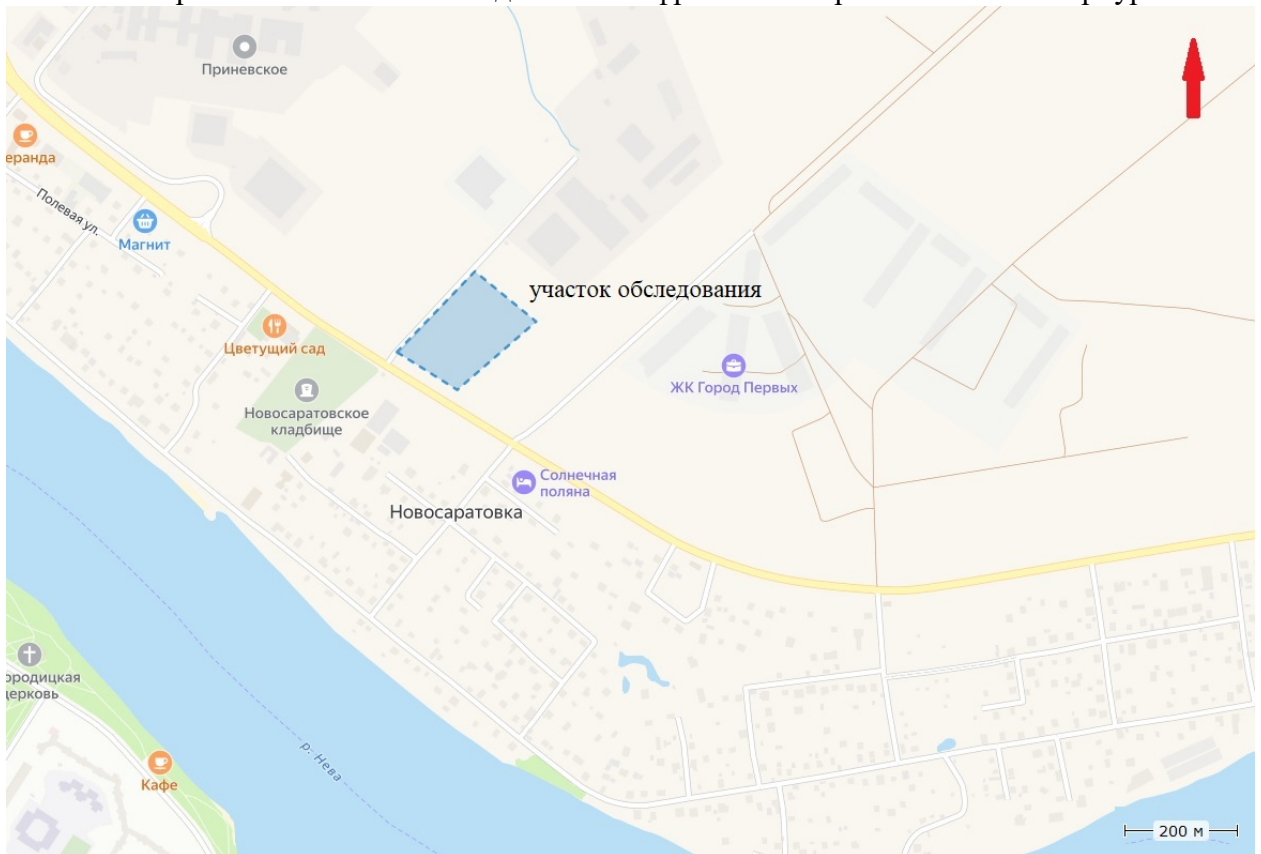 Приневское
еранда
Полевая ул.
Магнит
участок обследования
Цветущий сад
ЖК Город Первых
Новосаратовское
кладбище
Солнечная
поляна
Новосаратовка
ородицкая
церковь
р. Нева
Кафе
200 м